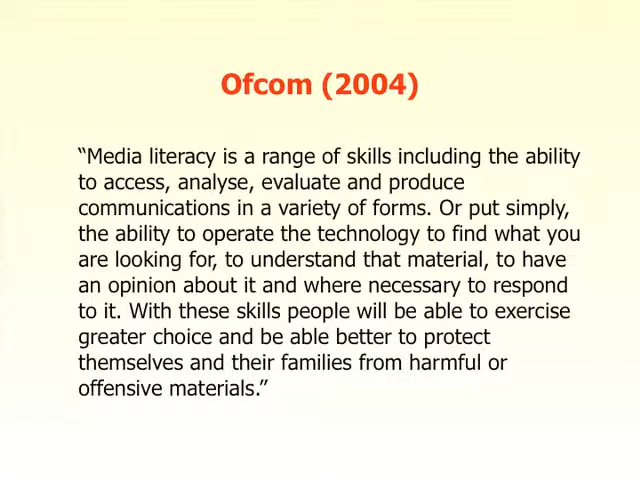 Ofcom (2004)
“Media literacy is a range of skills including the ability
to access, analyse, evaluate and produce
communications in a variety of forms. Or put simply,
the ability to operate the technology to find what you
are looking for, to understand that material, to have
an opinion about it and where necessary to respond
to it. With these skills people will be able to exercise
greater choice and be able better to protect
themselves and their families from harmful or
offensive materials.”